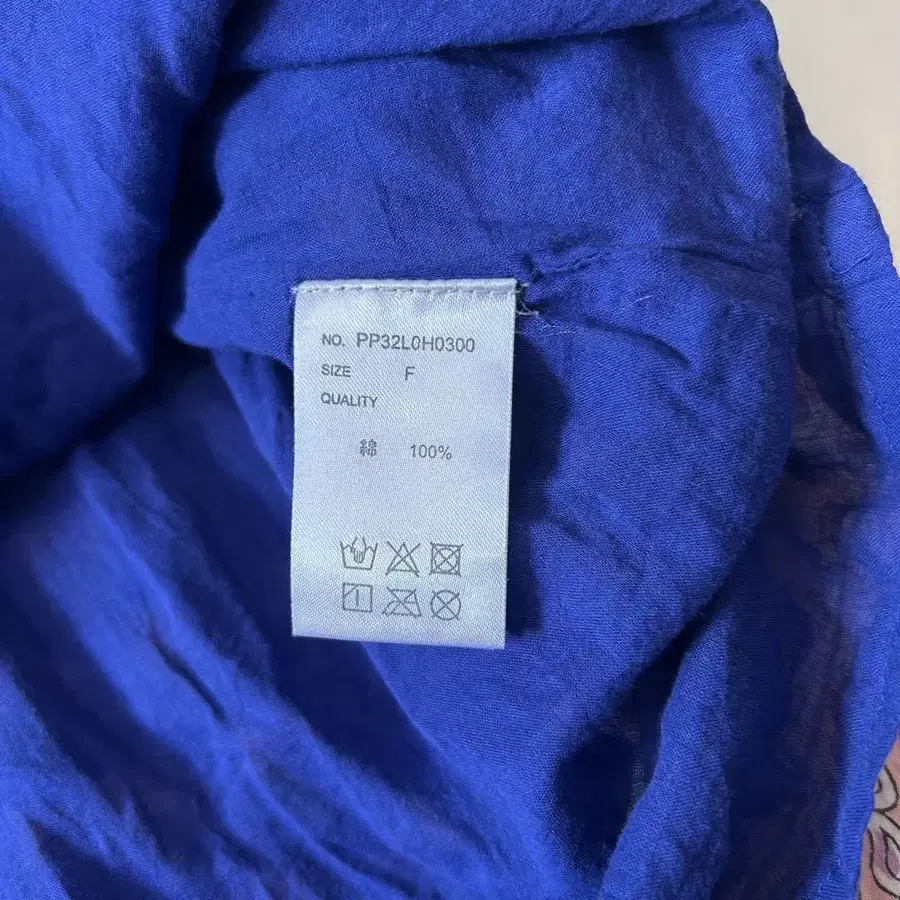 NO. PP32L0H0300
SIZE F
QUALITY
綿 100%